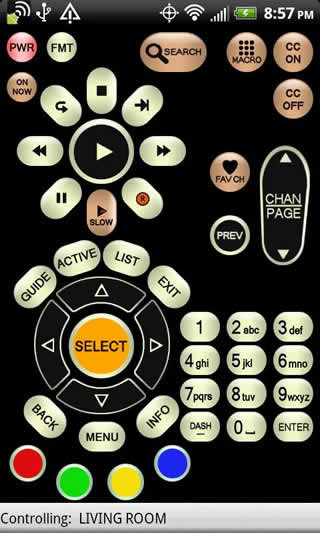 8:57 PM
PWR
FMT
SEARCH
MACRO
CC
ON
ON
NOW
CC
OFF
FAV CH
CHAN
PAGE
R
SLOW
PREV
ACTIVE
LIST
GUIDE
EXIT
SELECT
1
2 abc
3 def
4 ghi
5 jkl
6 mno
7 pqrs
8 tuv
9 wxyz
BACK
MENU
INFO
DASH
0
ENTER
Controlling: LIVING ROOM